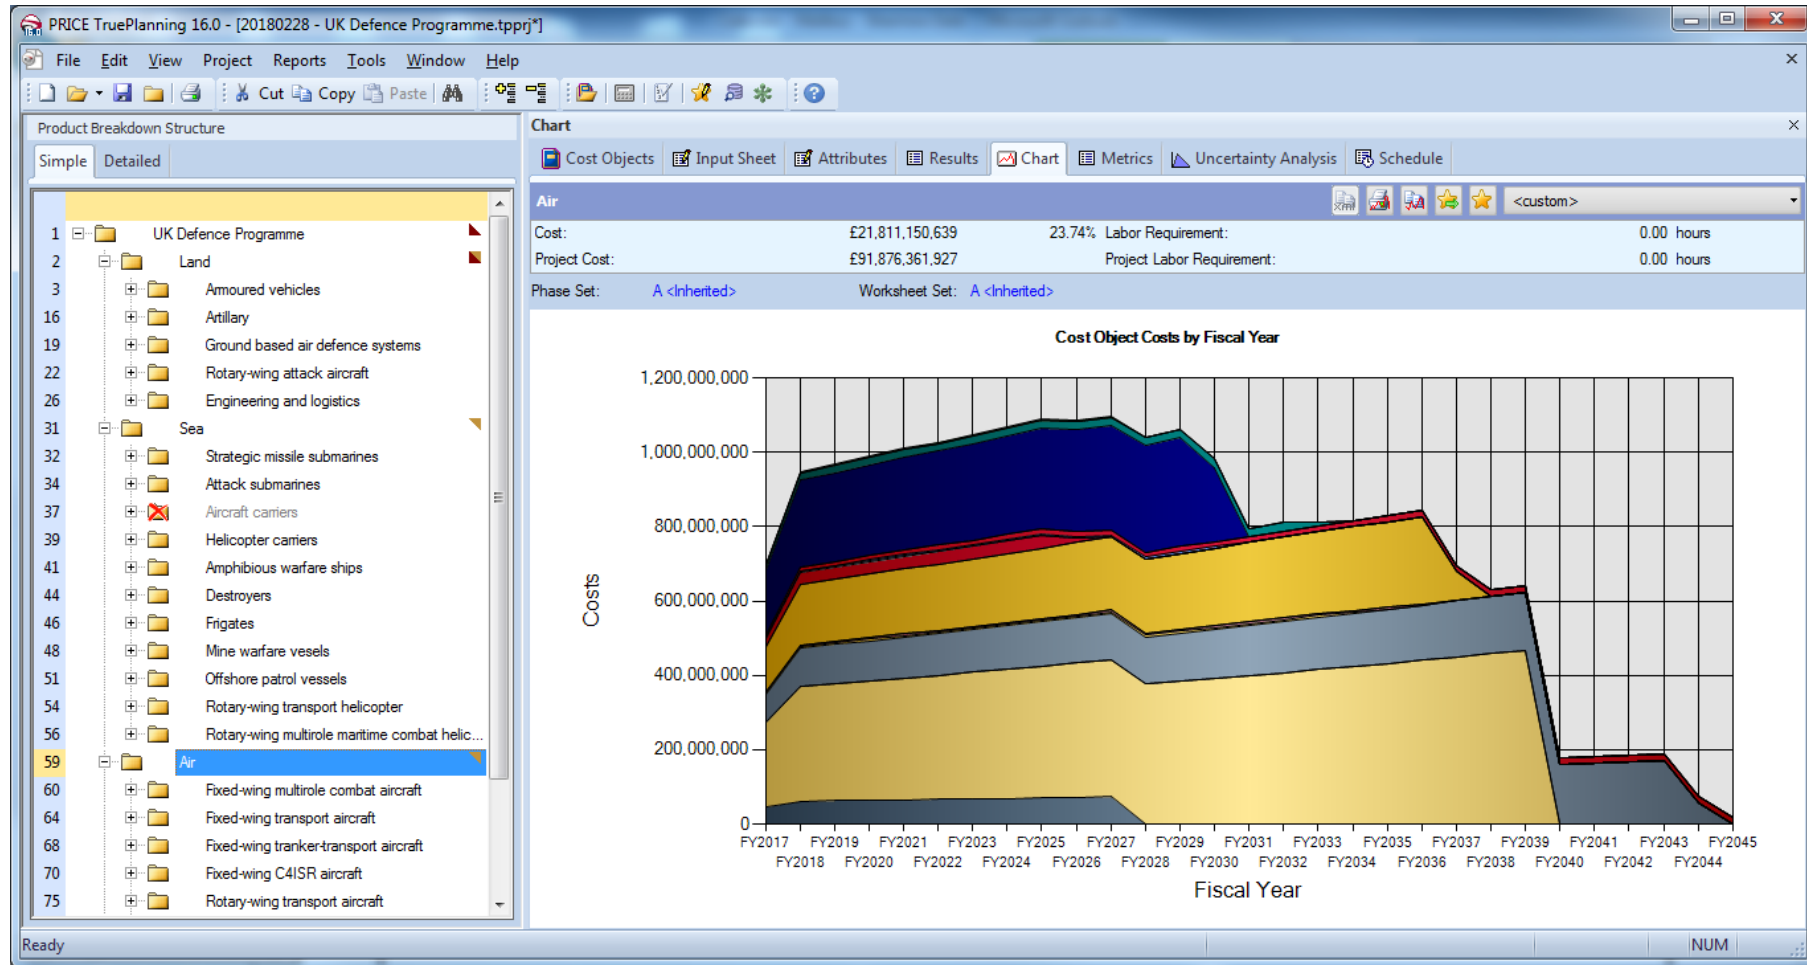 PRICE TruePlanning 16.0 - [20180228 - UK Defence Programme.tpprj*]
File Edit View Project Reports Tools Window Help
Cut Copy Paste
Product Breakdown Structure
Simple Detailed
1 UK Defence Programme
2 Land
3 Armoured vehicles
16 Artillary
19 Ground based air defence systems
22 Rotary-wing attack aircraft
26 Engineering and logistics
31 Sea
32 Strategic missile submarines
34 Attack submarines
37 Aircraft carriers
39 Helicopter carriers
41 Amphibious warfare ships
44 Destroyers
46 Frigates
48 Mine warfare vesels
51 Offshore patrol vessels
54 Rotary-wing transport helicopter
56 Rotary-wing multirole maritime combat helic...
59 Air
60 Fixed-wing multirole combat aircraft
64 Fixed-wing transport aircraft
68 Fixed-wing tranker-transport aircraft
70 Fixed-wing C4ISR aircraft
75 Rotary-wing transport aircraft
Chart
Cost Objects Input Sheet Attributes Results Chart Metrics Uncertainty Analysis Schedule
Air <custom>
Cost: £21,811,150,639 23.74% Labor Requirement: 0.00 hours
Project Cost: £91,876,361,927 Project Labor Requirement: 0.00 hours
Phase Set: A <Inherited> Worksheet Set: A <Inherited>
Cost Object Costs by Fiscal Year
1,200,000,000
1,000,000,000
800,000,000
600,000,000
400,000,000
200,000,000
0
Costs
FY2017 FY2019 FY2021 FY2023 FY2025 FY2027 FY2029 FY2031 FY2033 FY2035 FY2037 FY2039 FY2041 FY2043 FY2045
FY2018 FY2020 FY2022 FY2024 FY2026 FY2028 FY2030 FY2032 FY2034 FY2036 FY2038 FY2040 FY2042 FY2044
Fiscal Year
Ready NUM